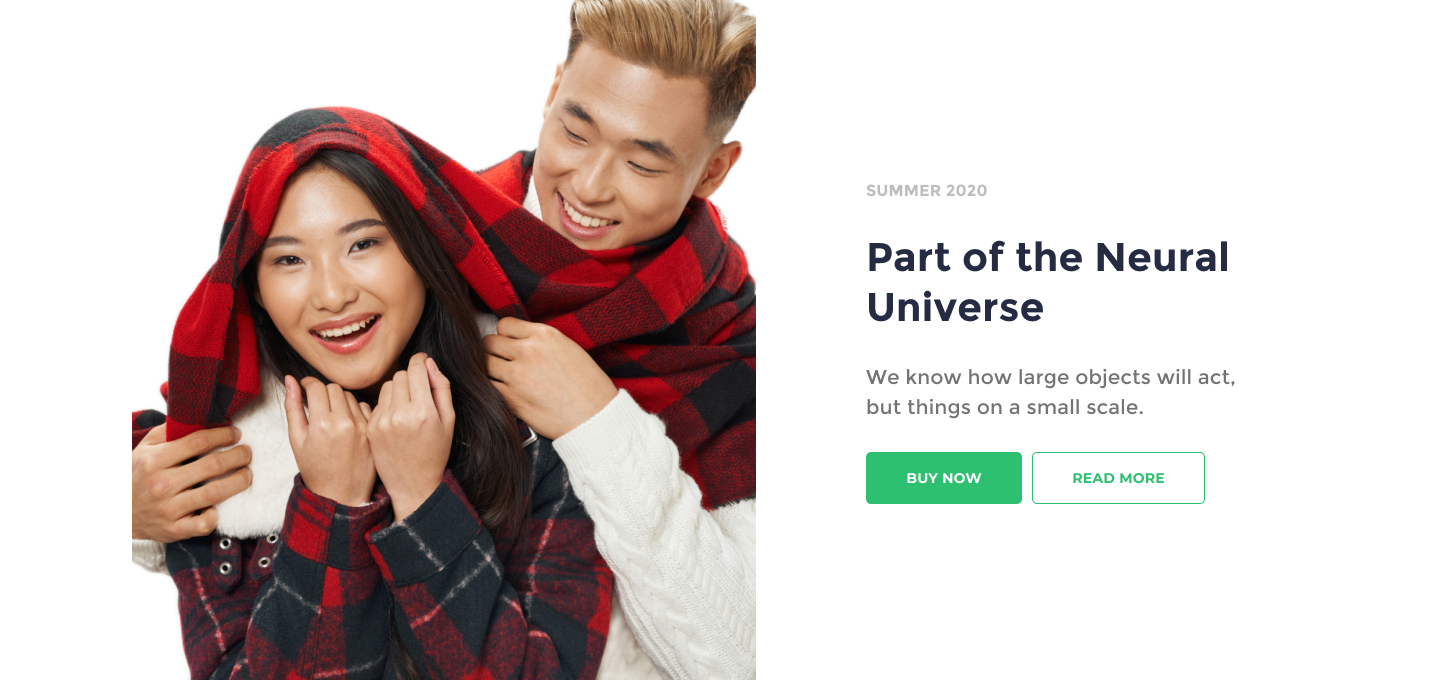 SUMMER 2020
Part of the Neural
Universe
We know how large objects will act,
but things on a small scale.
BUY NOW
READ MORE